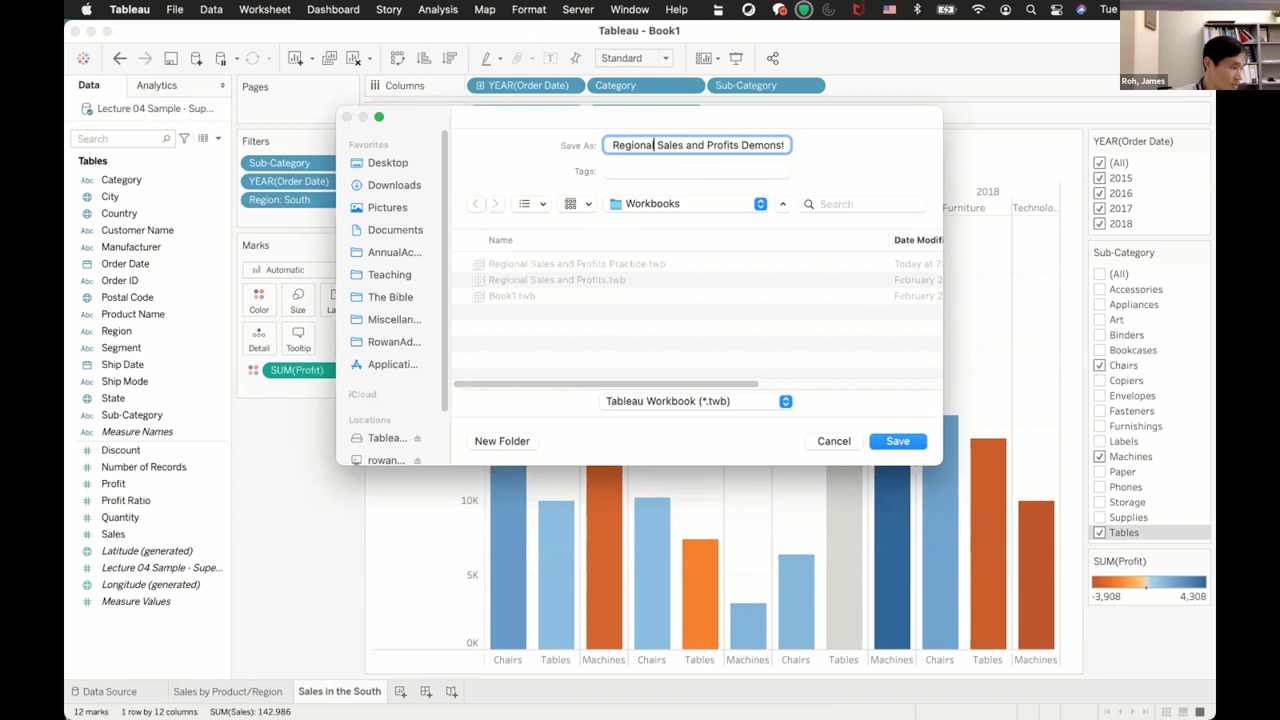 Tableau File Data Worksheet Dashboard Story Analysis Map Format Server Window Help Tue
Roh, James
Tableau - Book1
Standard
Data Analytics
Lecture 04 Sample - Supe...
Search
Tables
Category
City
Country
Customer Name
Manufacturer
Order Date
Order ID
Postal Code
Product Name
Region
Segment
Ship Date
Ship Mode
State
Sub-Category
Measure Names
Discount
Number of Records
Profit
Profit Ratio
Quantity
Sales
Latitude (generated)
Lecture 04 Sample - Supe...
Longitude (generated)
Measure Values
Pages
Filters
Sub-Category
YEAR(Order Date)
Region: South
Marks
Automatic
Color Size La
Detail Tooltip
SUM(Profit)
Columns YEAR(Order Date) Category Sub-Category
Save As: Regional Sales and Profits Demonst
Tags:
Favorites
Desktop
Downloads
Pictures
Documents
AnnualAc...
Teaching
The Bible
Miscellan...
RowanAd...
Applicati...
iCloud
Locations
Tablea...
rowan...
Workbooks
Search
Name Date Modifi
Regional Sales and Profits Practice.twb Today at 7:
Regional Sales and Profits.twb February 2
Book1.twb February 2
Tableau Workbook (*.twb)
New Folder Cancel Save
2018
Furniture Technolo..
10K
5K
0K
Chairs Tables Machines Chairs Tables Machines Chairs Tables Machines Chairs Tables Machines
YEAR(Order Date)
(All)
2015
2016
2017
2018
Sub-Category
(All)
Accessories
Appliances
Art
Binders
Bookcases
Chairs
Copiers
Envelopes
Fasteners
Furnishings
Labels
Machines
Paper
Phones
Storage
Supplies
Tables
SUM(Profit)
-3,908 4,308
Data Source Sales by Product/Region Sales in the South
12 marks 1 row by 12 columns SUM(Sales): 142,986